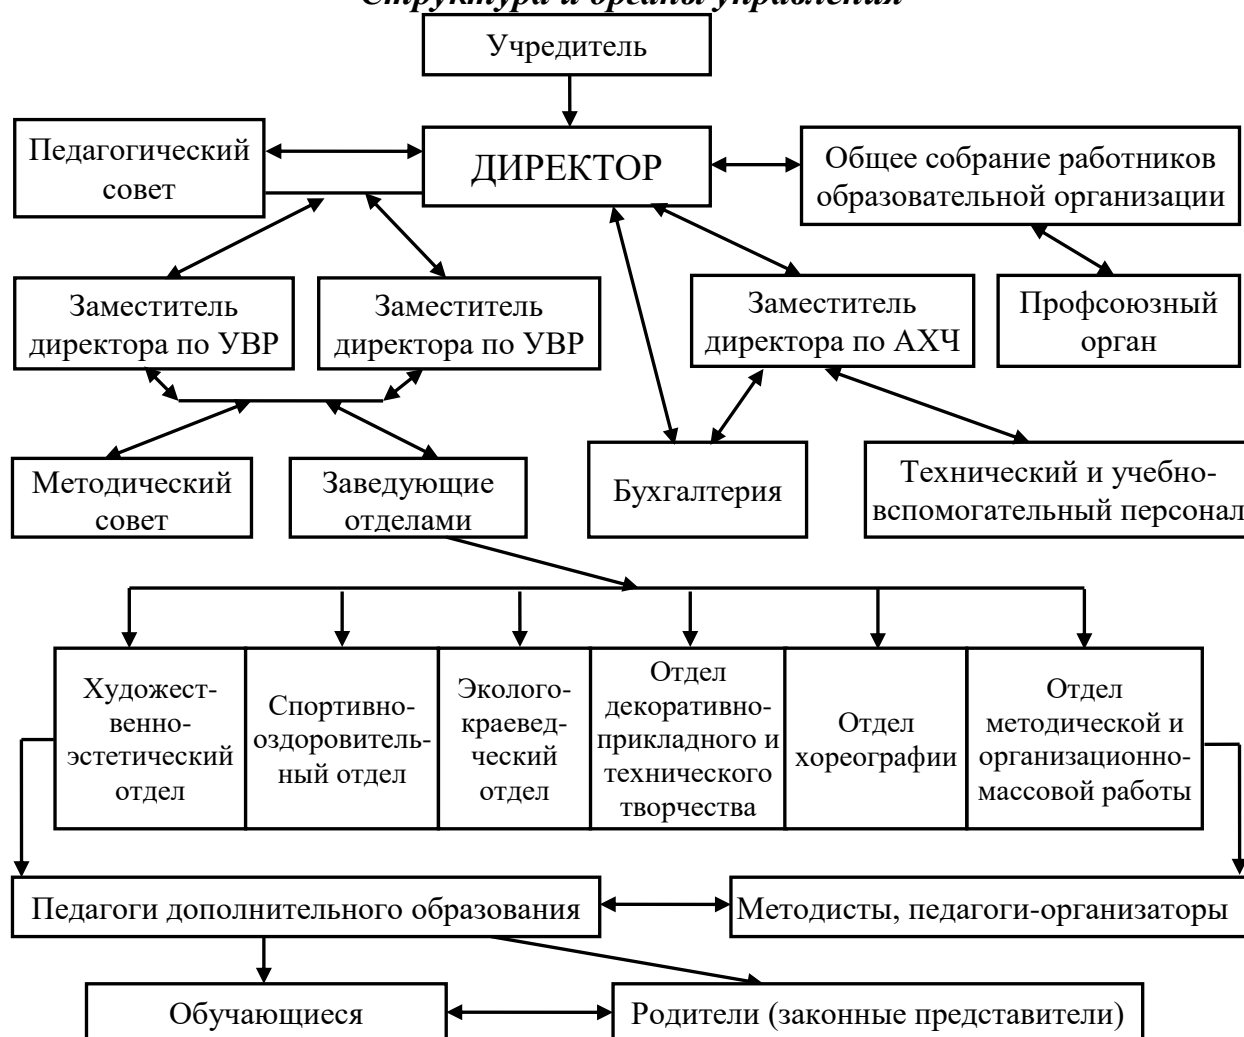 Структура и органы управления
Учредитель
Педагогический
совет
ДИРЕКТОР
Общее собрание работников
образовательной организации
Заместитель
директора по УВР
Заместитель
директора по УВР
Заместитель
директора по АХЧ
Профсоюзный
орган
Методический
совет
Заведующие
отделами
Бухгалтерия
Технический и учебно-
вспомогательный персонал
Художест-
венно-
эстетический
отдел
Спортивно-
оздоровитель-
ный отдел
Эколого-
краевед-
ческий
отдел
Отдел
декоративно-
прикладного и
технического
творчества
Отдел
хореографии
Отдел
методической и
организационно-
массовой работы
Педагоги дополнительного образования
Методисты, педагоги-организаторы
Обучающиеся
Родители (законные представители)